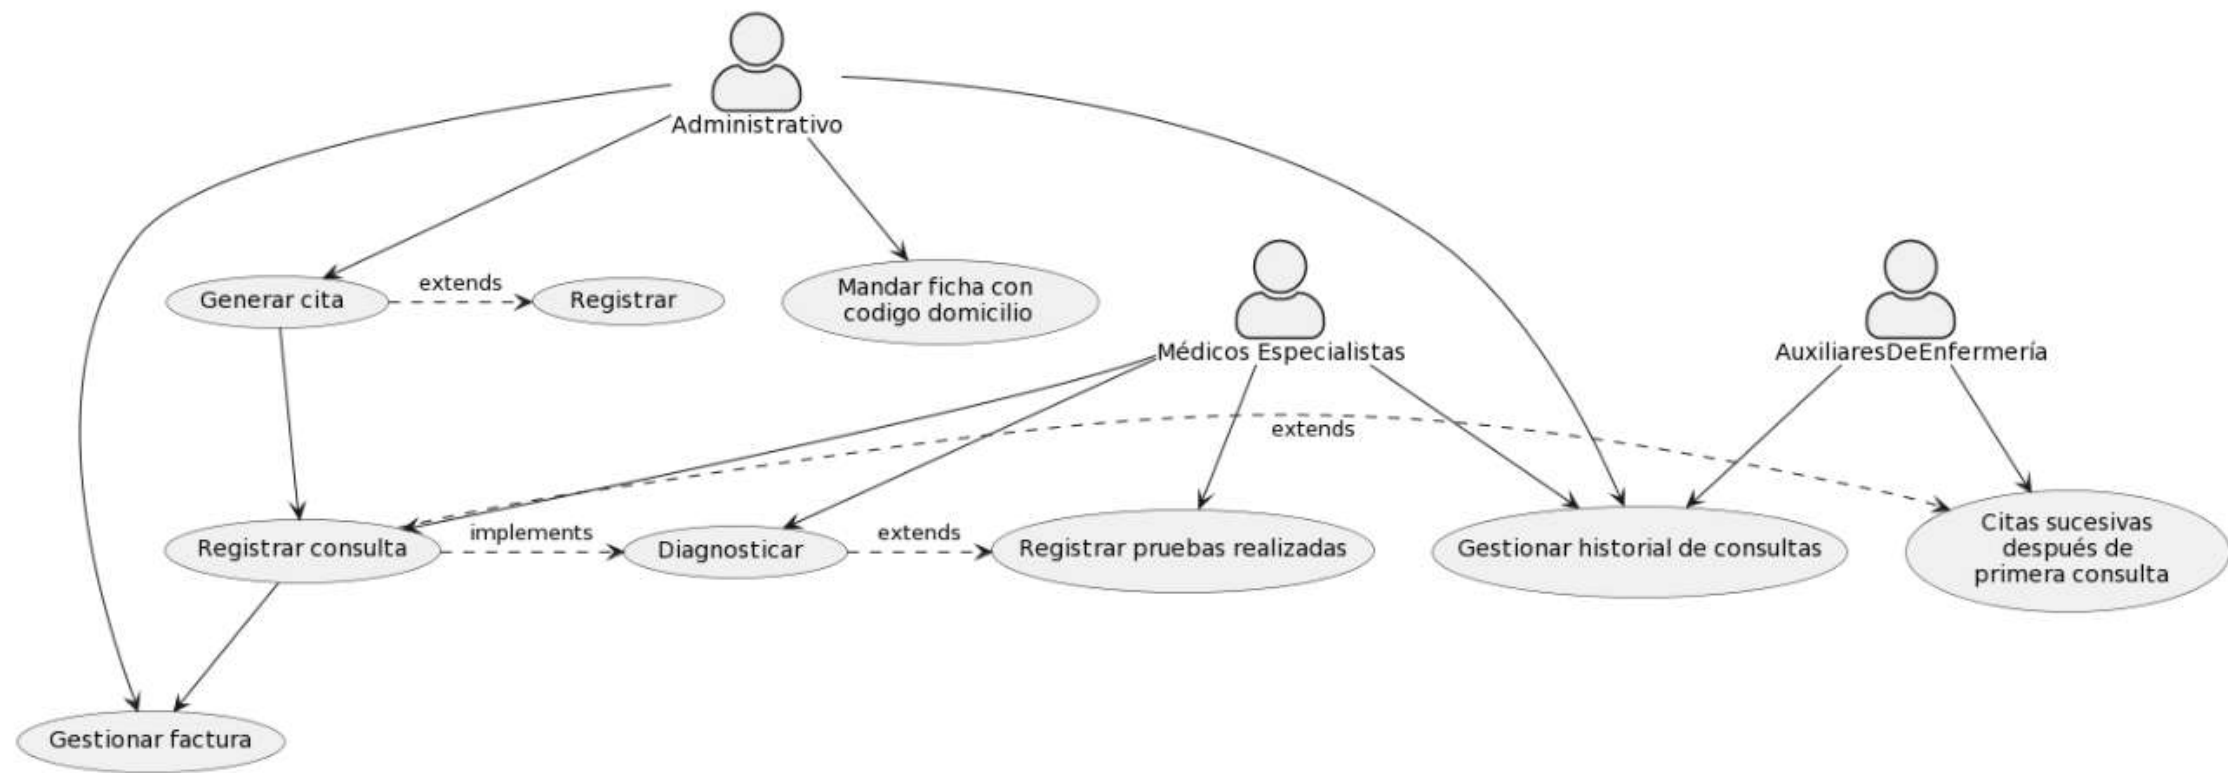 Administrativo
extends
Generar cita
Registrar
Mandar ficha con
codigo domicilio
Médicos Especialistas
AuxiliaresDeEnfermería
extends
implements
extends
Registrar consulta
Diagnosticar
Registrar pruebas realizadas
Gestionar historial de consultas
Citas sucesivas
después de
primera consulta
Gestionar factura